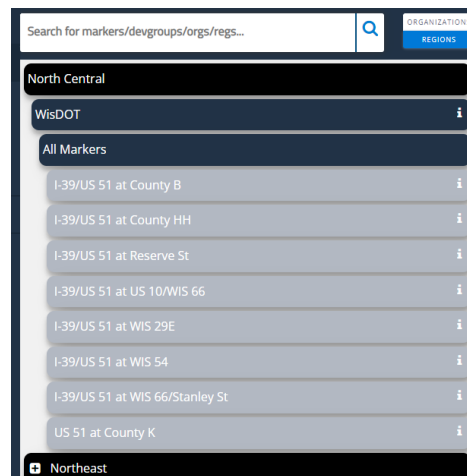 Search for markers/devgroups/orgs/regs...
ORGANIZATION
REGIONS
North Central
WisDOT
All Markers
I-39/US 51 at County B
I-39/US 51 at County HH
I-39/US 51 at Reserve St
I-39/US 51 at US 10/WIS 66
I-39/US 51 at WIS 29E
I-39/US 51 at WIS 54
I-39/US 51 at WIS 66/Stanley St
US 51 at County K
Northeast